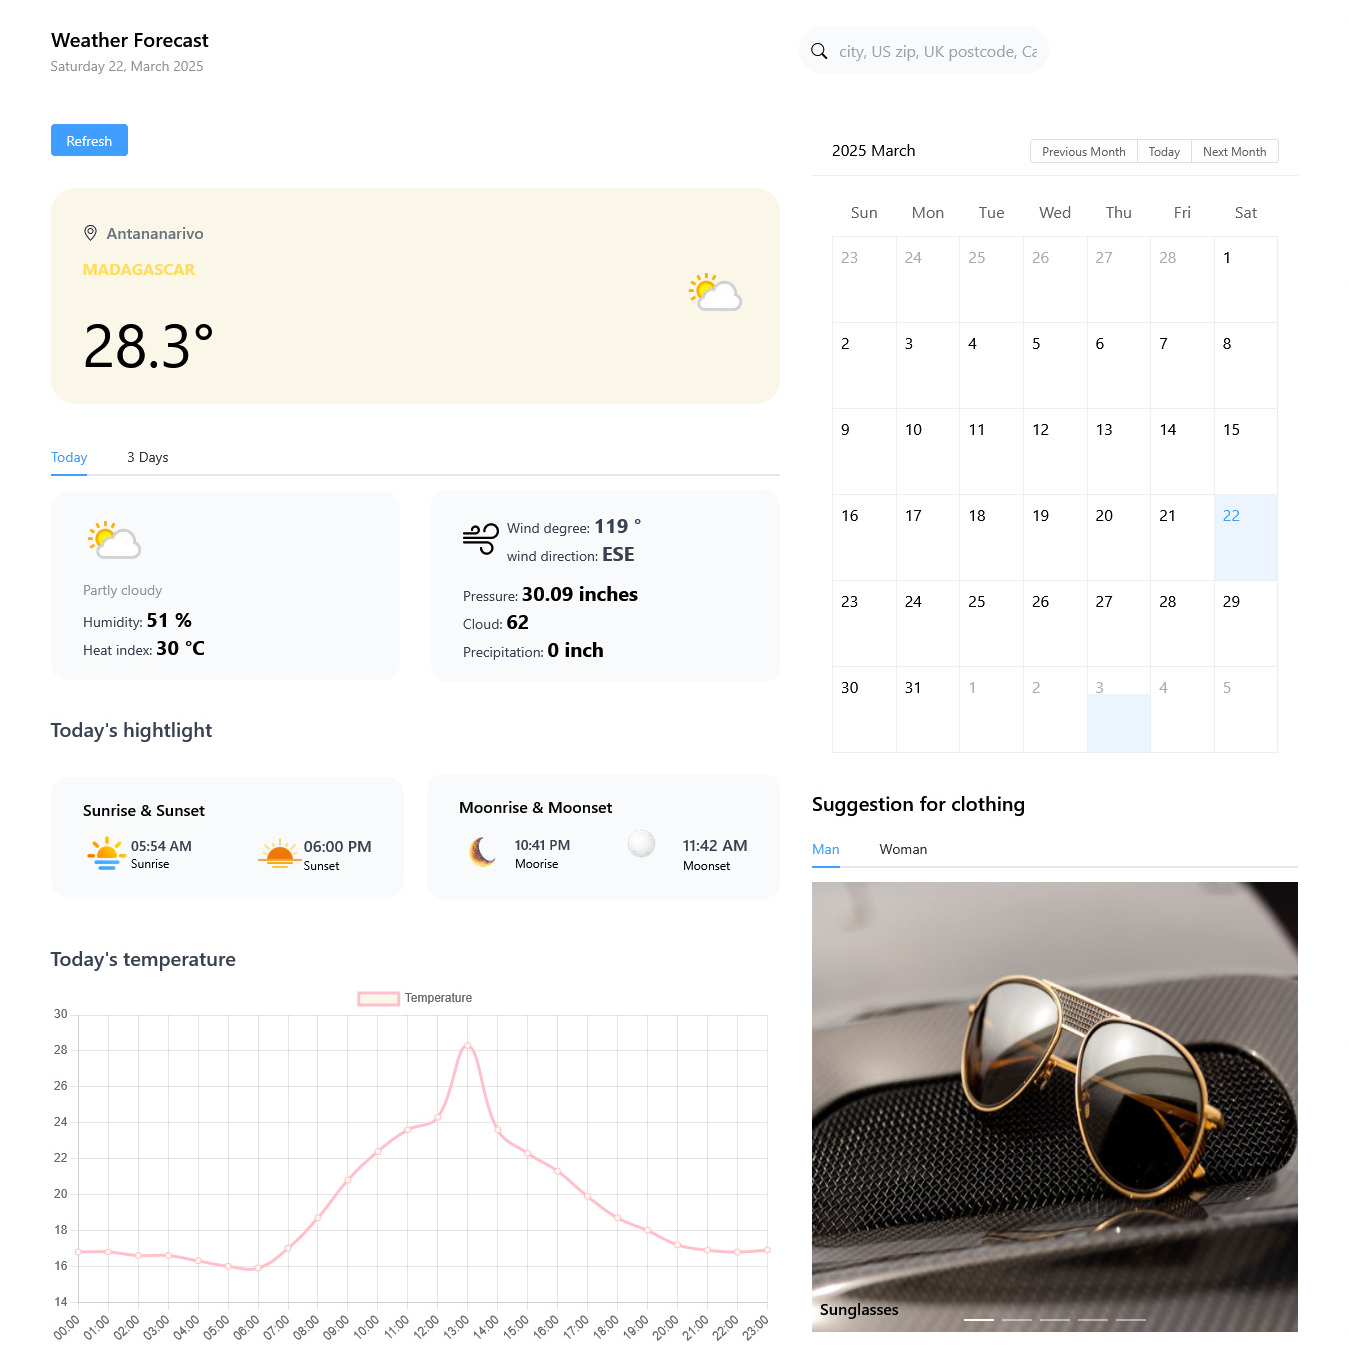 Weather Forecast
Saturday 22, March 2025
city, US zip, UK postcode, Ca
Refresh
Antananarivo
MADAGASCAR
28.3°
Today 3 Days
Partly cloudy
Humidity: 51 %
Heat index: 30 °C
Wind degree: 119 °
wind direction: ESE
Pressure: 30.09 inches
Cloud: 62
Precipitation: 0 inch
Today's hightlight
Sunrise & Sunset
05:54 AM
Sunrise
06:00 PM
Sunset
Moonrise & Moonset
10:41 PM
Moorise
11:42 AM
Moonset
Today's temperature
Temperature
30
28
26
24
22
20
18
16
14
00:00 01:00 02:00 03:00 04:00 05:00 06:00 07:00 08:00 09:00 10:00 11:00 12:00 13:00 14:00 15:00 16:00 17:00 18:00 19:00 20:00 21:00 22:00 23:00
2025 March
Previous Month Today Next Month
Sun Mon Tue Wed Thu Fri Sat
23 24 25 26 27 28 1
2 3 4 5 6 7 8
9 10 11 12 13 14 15
16 17 18 19 20 21 22
23 24 25 26 27 28 29
30 31 1 2 3 4 5
Suggestion for clothing
Man Woman
Sunglasses